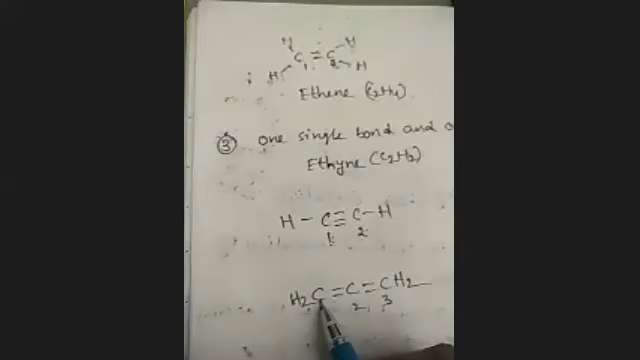 H H
C = C
1 2
H H
Ethene (C2H4)
③ one single bond and
Ethyne (C2H2)
H - C ≡ C - H
1 2
H2C = C = CH2
2, 3